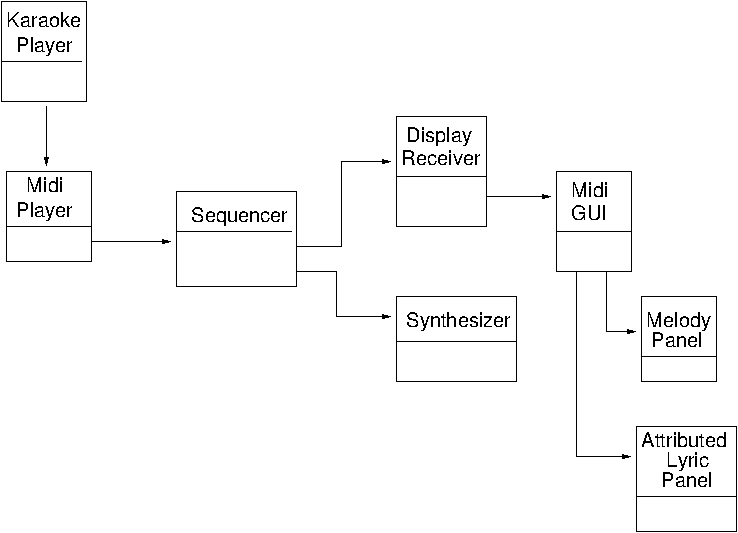 Karaoke
Player
Midi
Player
Sequencer
Display
Receiver
Synthesizer
Midi
GUI
Melody
Panel
Attributed
Lyric
Panel